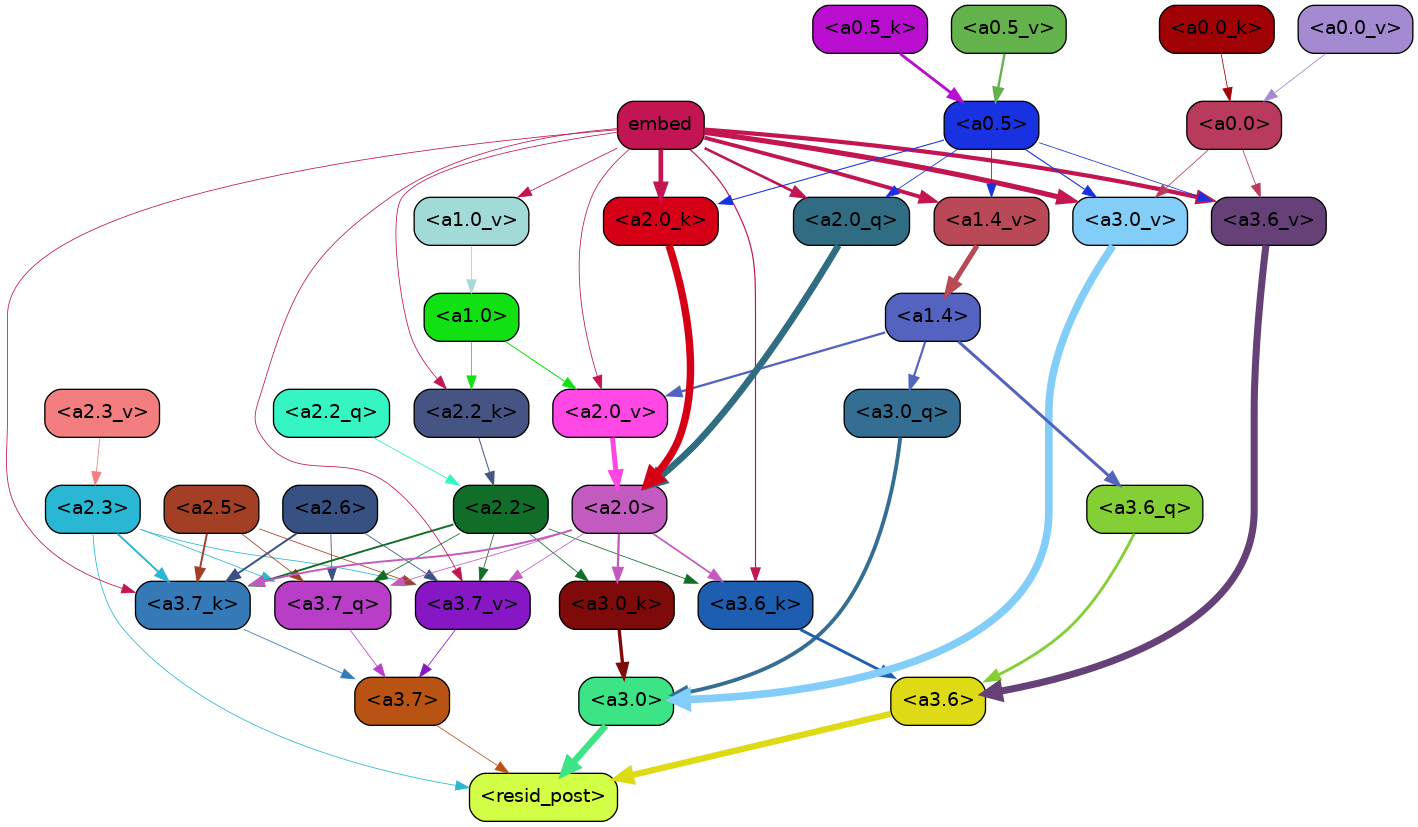 <a0.5_k> <a0.5_v> <a0.0_k> <a0.0_v>
embed <a0.5> <a0.0>
<a1.0_v> <a2.0_k> <a2.0_q> <a1.4_v> <a3.0_v> <a3.6_v>
<a1.0> <a1.4>
<a2.3_v> <a2.2_q> <a2.2_k> <a2.0_v> <a3.0_q>
<a2.3> <a2.5> <a2.6> <a2.2> <a2.0> <a3.6_q>
<a3.7_k> <a3.7_q> <a3.7_v> <a3.0_k> <a3.6_k>
<a3.7> <a3.0> <a3.6>
<resid_post>